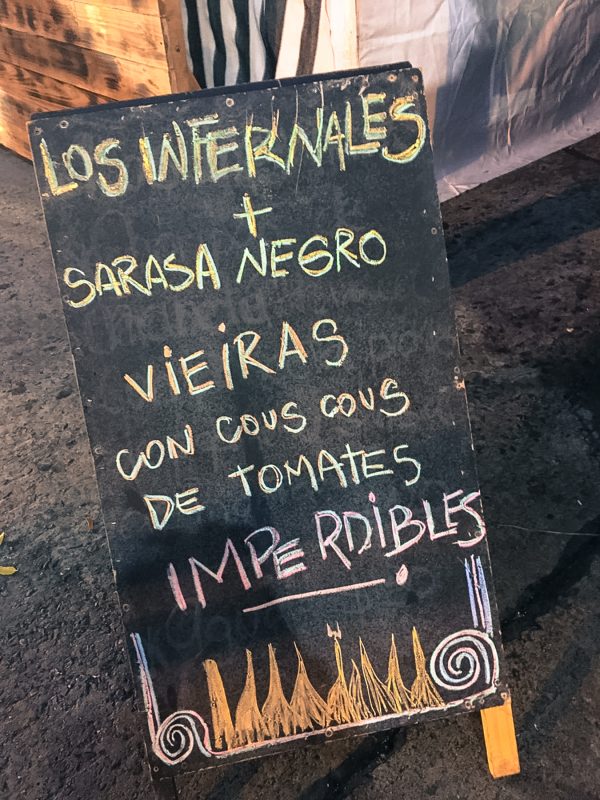 LOS INFERNALES
+
SARASA NEGRO
VIEIRAS
CON COUS COUS
DE TOMATES
IMPERDIBLES